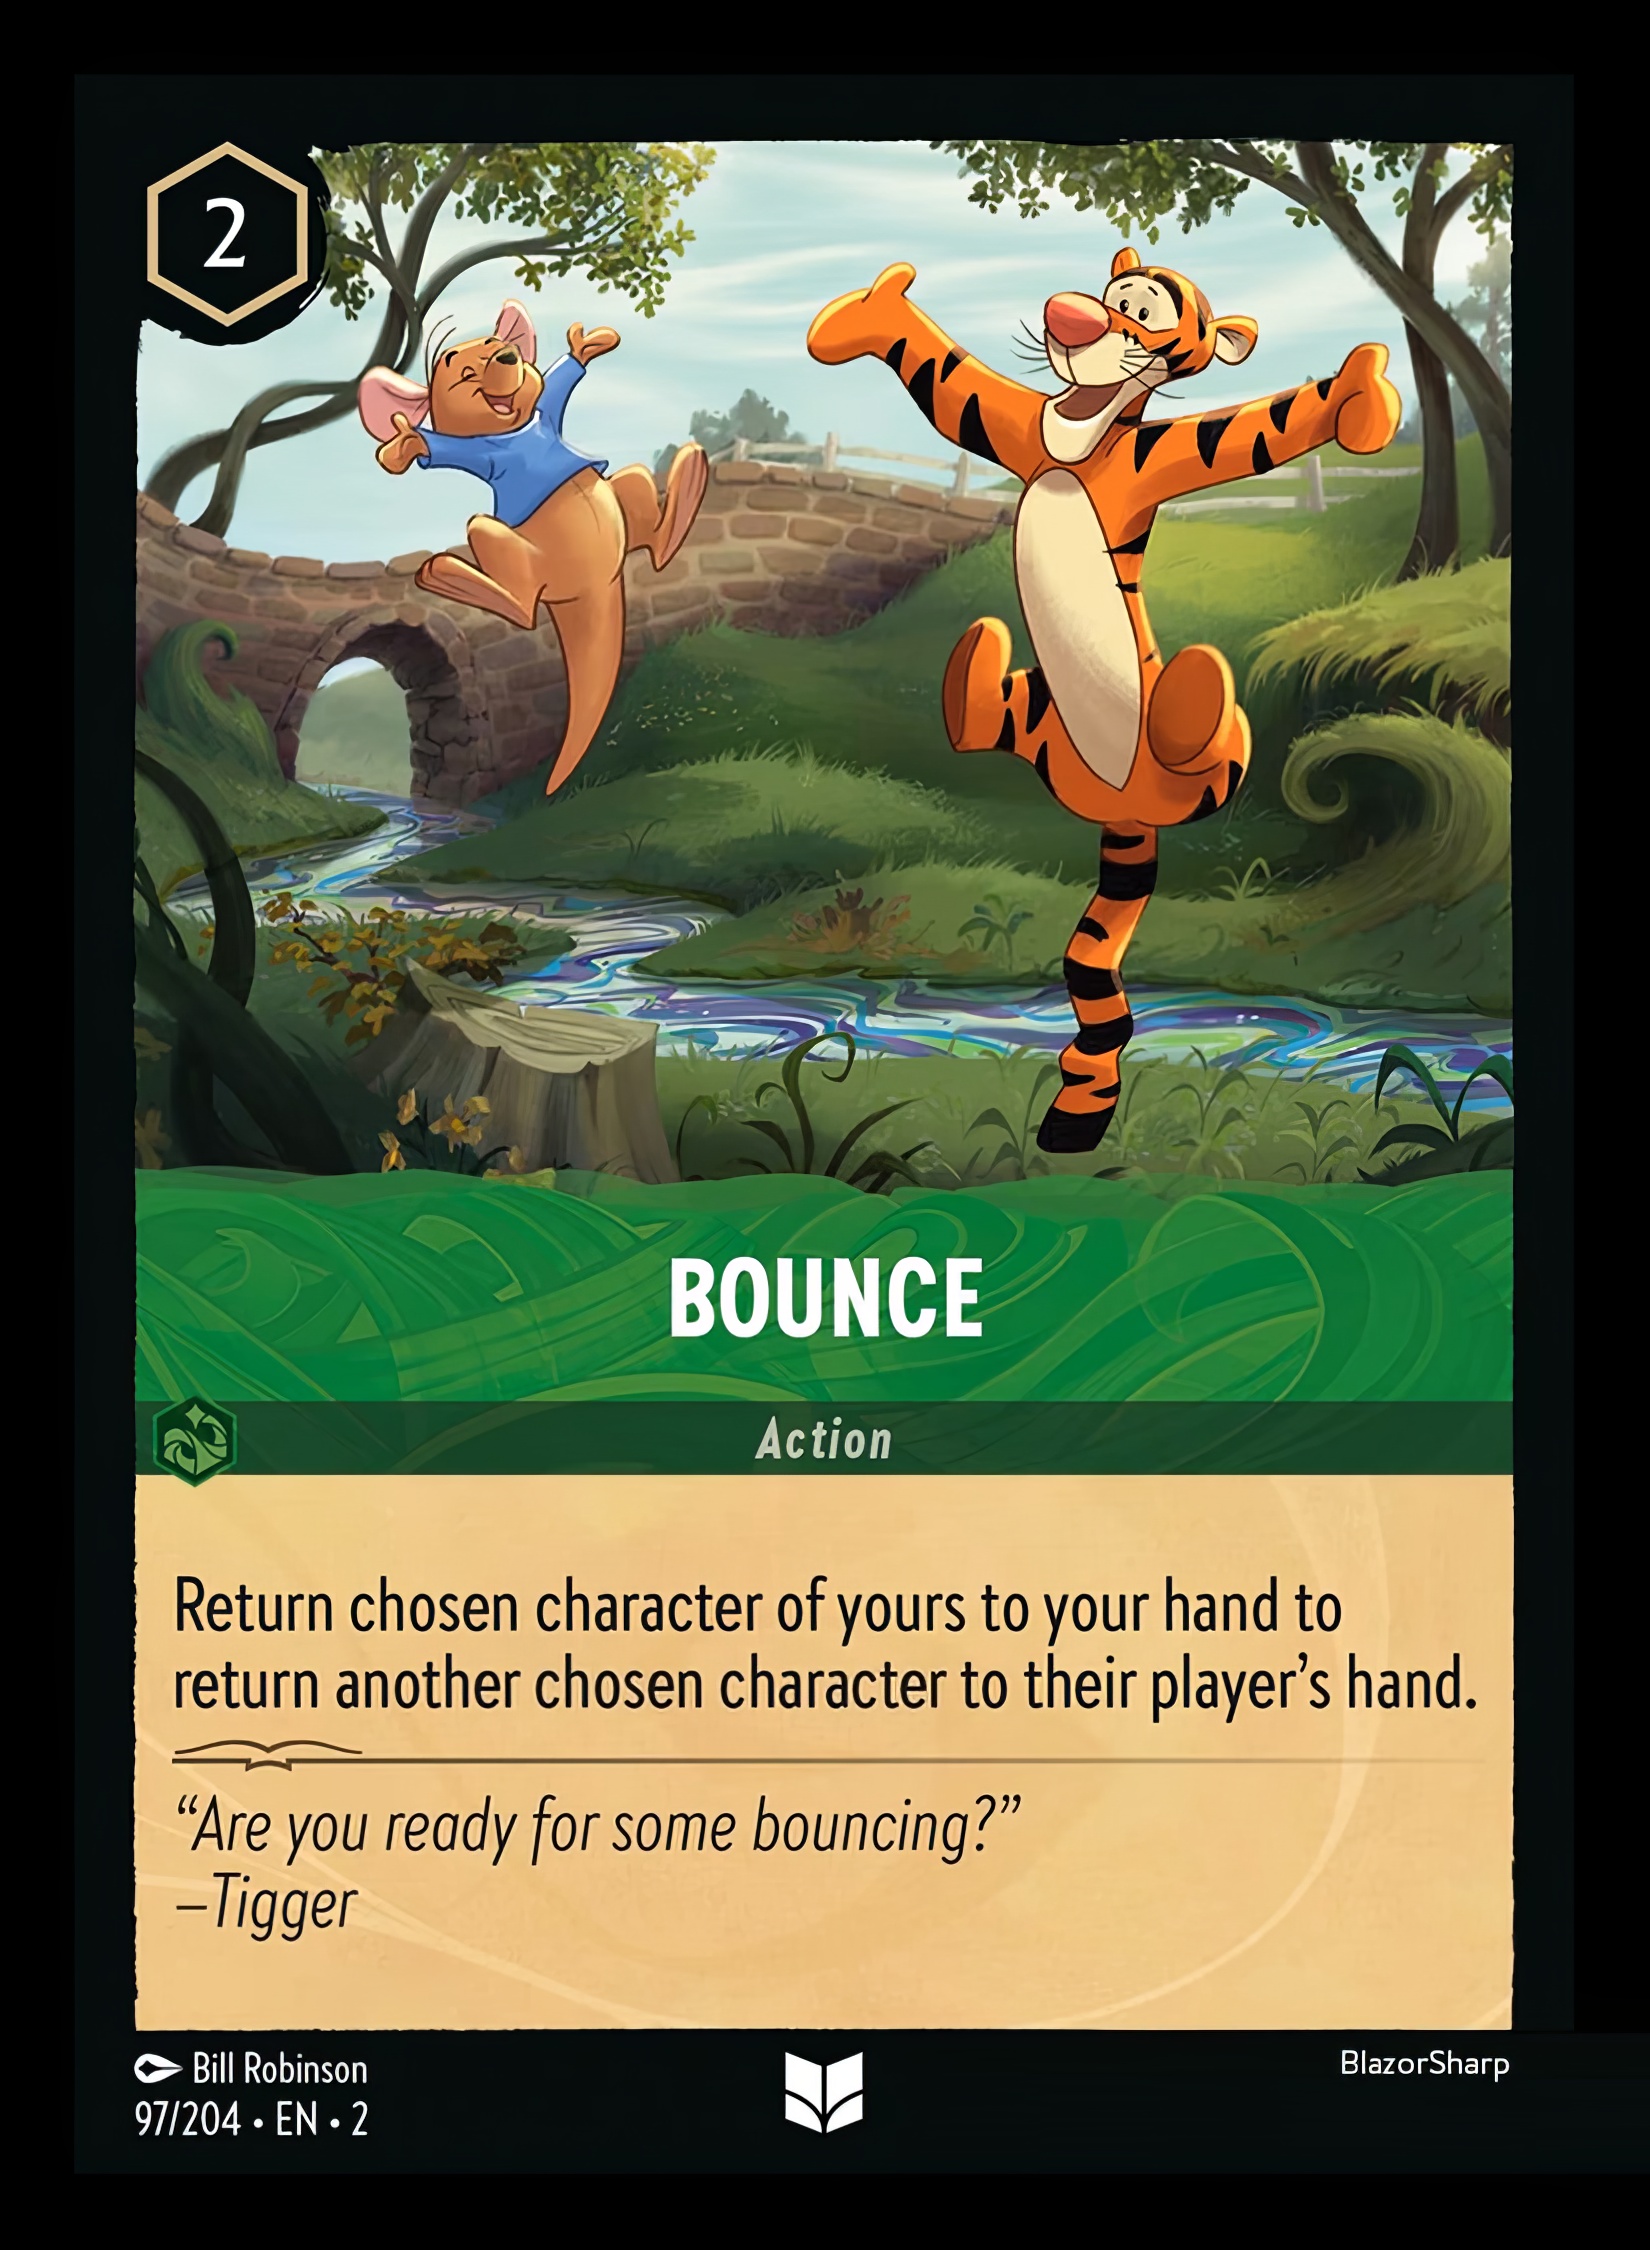 2
BOUNCE
Action
Return chosen character of yours to your hand to
return another chosen character to their player’s hand.
“Are you ready for some bouncing?”
–Tigger
Bill Robinson
97/204 • EN • 2
BlazorSharp